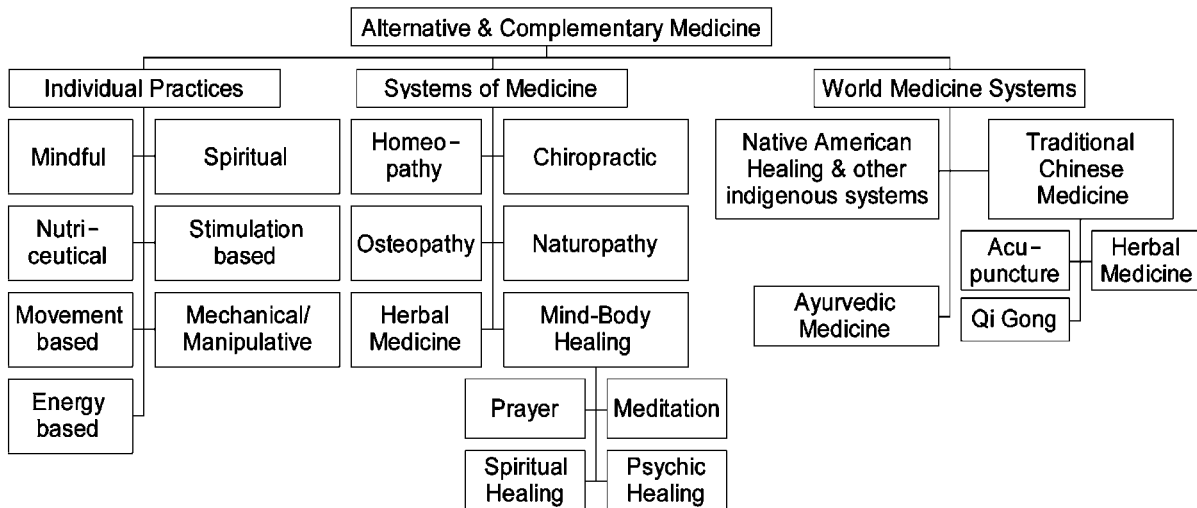 Alternative & Complementary Medicine
Individual Practices
Systems of Medicine
World Medicine Systems
Mindful
Spiritual
Nutri-
ceutical
Stimulation
based
Movement
based
Mechanical/
Manipulative
Energy
based
Homeo-
pathy
Chiropractic
Osteopathy
Naturopathy
Herbal
Medicine
Mind-Body
Healing
Prayer
Meditation
Spiritual
Healing
Psychic
Healing
Native American
Healing & other
indigenous systems
Traditional
Chinese
Medicine
Acu-
puncture
Herbal
Medicine
Qi Gong
Ayurvedic
Medicine